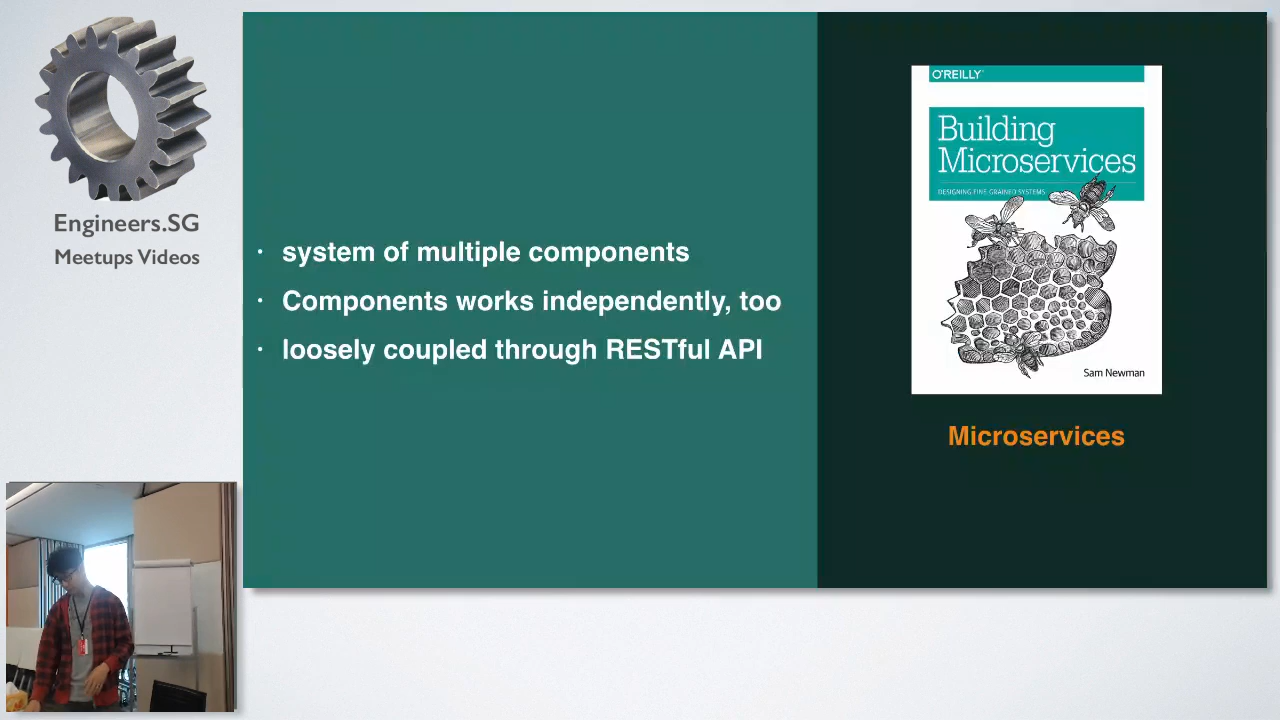 Engineers.SG
Meetups Videos
· system of multiple components
· Components works independently, too
· loosely coupled through RESTful API
O'REILLY
Building
Microservices
DESIGNING FINE-GRAINED SYSTEMS
Sam Newman
Microservices